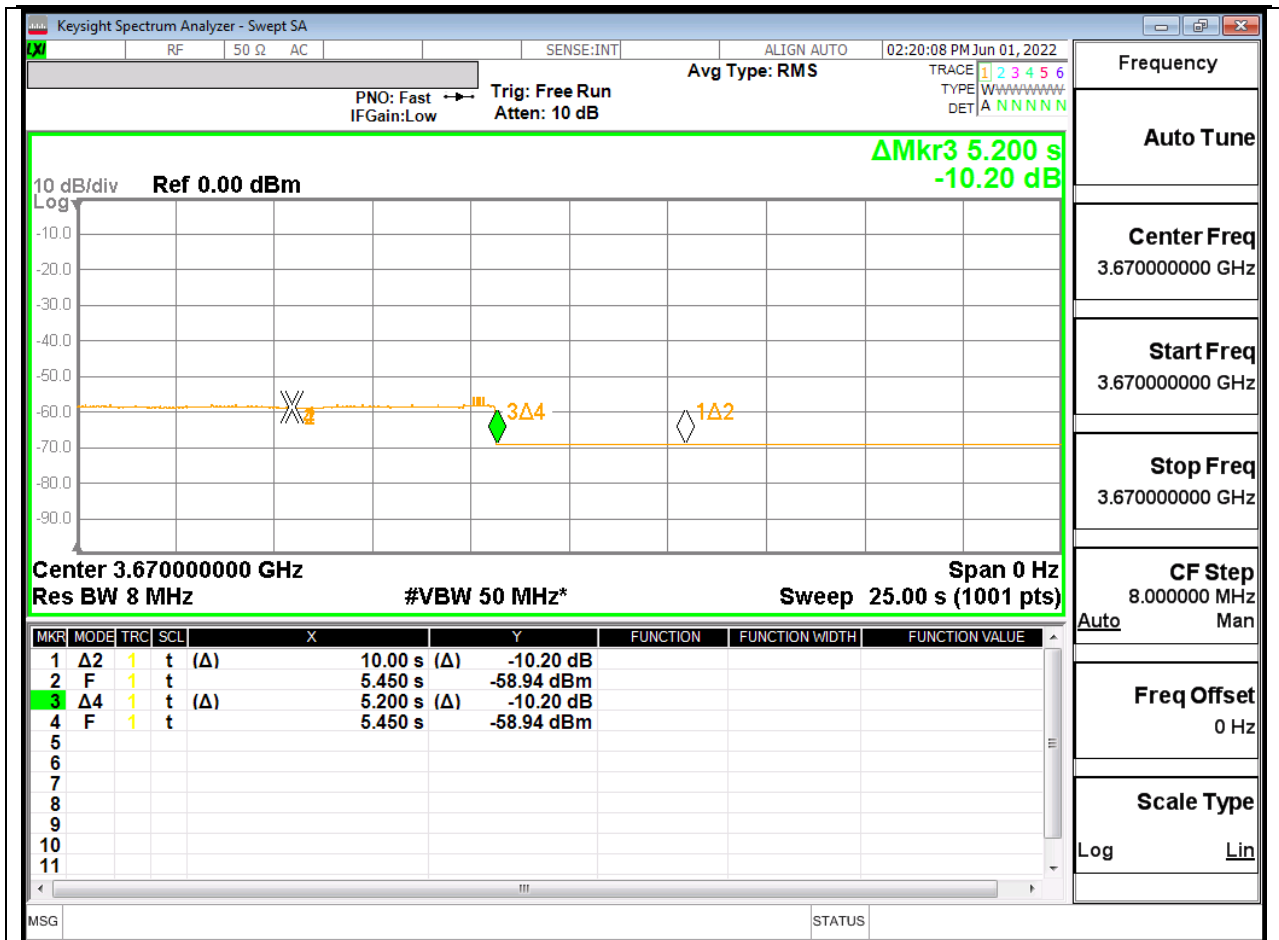 Keysight Spectrum Analyzer - Swept SA
LXI RF 50 Ω AC SENSE:INT ALIGN AUTO 02:20:08 PM Jun 01, 2022
Avg Type: RMS
TRACE 1 2 3 4 5 6
TYPE WWWWWW
DET A N N N N N
PNO: Fast
IFGain:Low
Trig: Free Run
Atten: 10 dB
ΔMkr3 5.200 s
-10.20 dB
10 dB/div Ref 0.00 dBm
Log
-10.0
-20.0
-30.0
-40.0
-50.0
-60.0
-70.0
-80.0
-90.0
4
3Δ4
1Δ2
Center 3.670000000 GHz Span 0 Hz
Res BW 8 MHz #VBW 50 MHz* Sweep 25.00 s (1001 pts)
MKR MODE TRC SCL X Y FUNCTION FUNCTION WIDTH FUNCTION VALUE
1 Δ2 1 t (Δ) 10.00 s (Δ) -10.20 dB
2 F 1 t 5.450 s -58.94 dBm
3 Δ4 1 t (Δ) 5.200 s (Δ) -10.20 dB
4 F 1 t 5.450 s -58.94 dBm
5
6
7
8
9
10
11
MSG STATUS
Frequency
Auto Tune
Center Freq
3.670000000 GHz
Start Freq
3.670000000 GHz
Stop Freq
3.670000000 GHz
CF Step
8.000000 MHz
Auto Man
Freq Offset
0 Hz
Scale Type
Log Lin